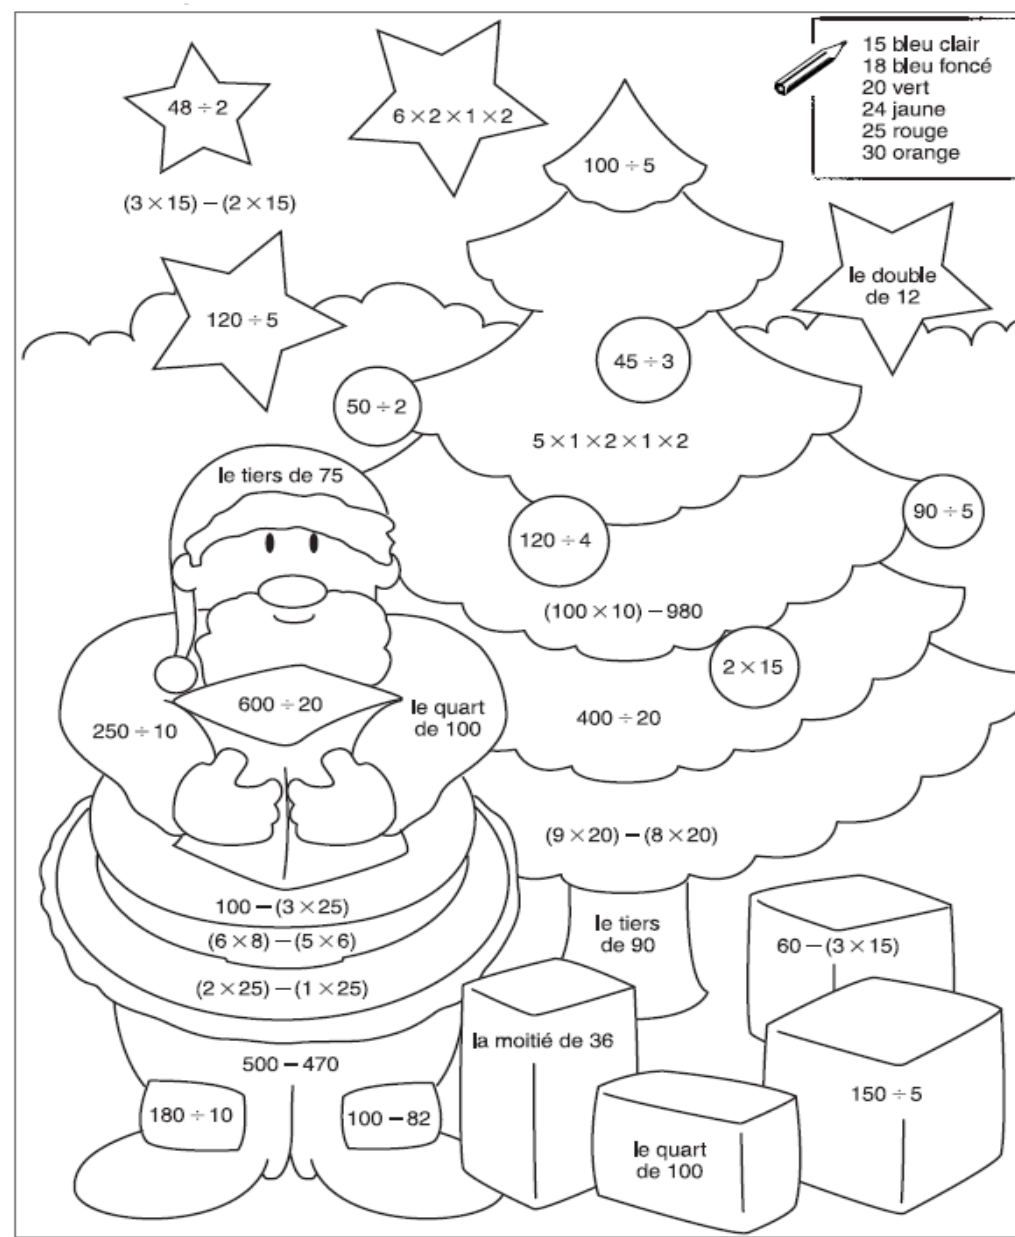 15 bleu clair
18 bleu foncé
20 vert
24 jaune
25 rouge
30 orange
48 ÷ 2
6 × 2 × 1 × 2
100 ÷ 5
(3 × 15) – (2 × 15)
le double
de 12
120 ÷ 5
45 ÷ 3
50 ÷ 2
5 × 1 × 2 × 1 × 2
le tiers de 75
90 ÷ 5
120 ÷ 4
(100 × 10) – 980
2 × 15
600 ÷ 20
le quart
de 100
250 ÷ 10
400 ÷ 20
(9 × 20) – (8 × 20)
100 – (3 × 25)
le tiers
de 90
(6 × 8) – (5 × 6)
60 – (3 × 15)
(2 × 25) – (1 × 25)
la moitié de 36
500 – 470
150 ÷ 5
180 ÷ 10
100 – 82
le quart
de 100